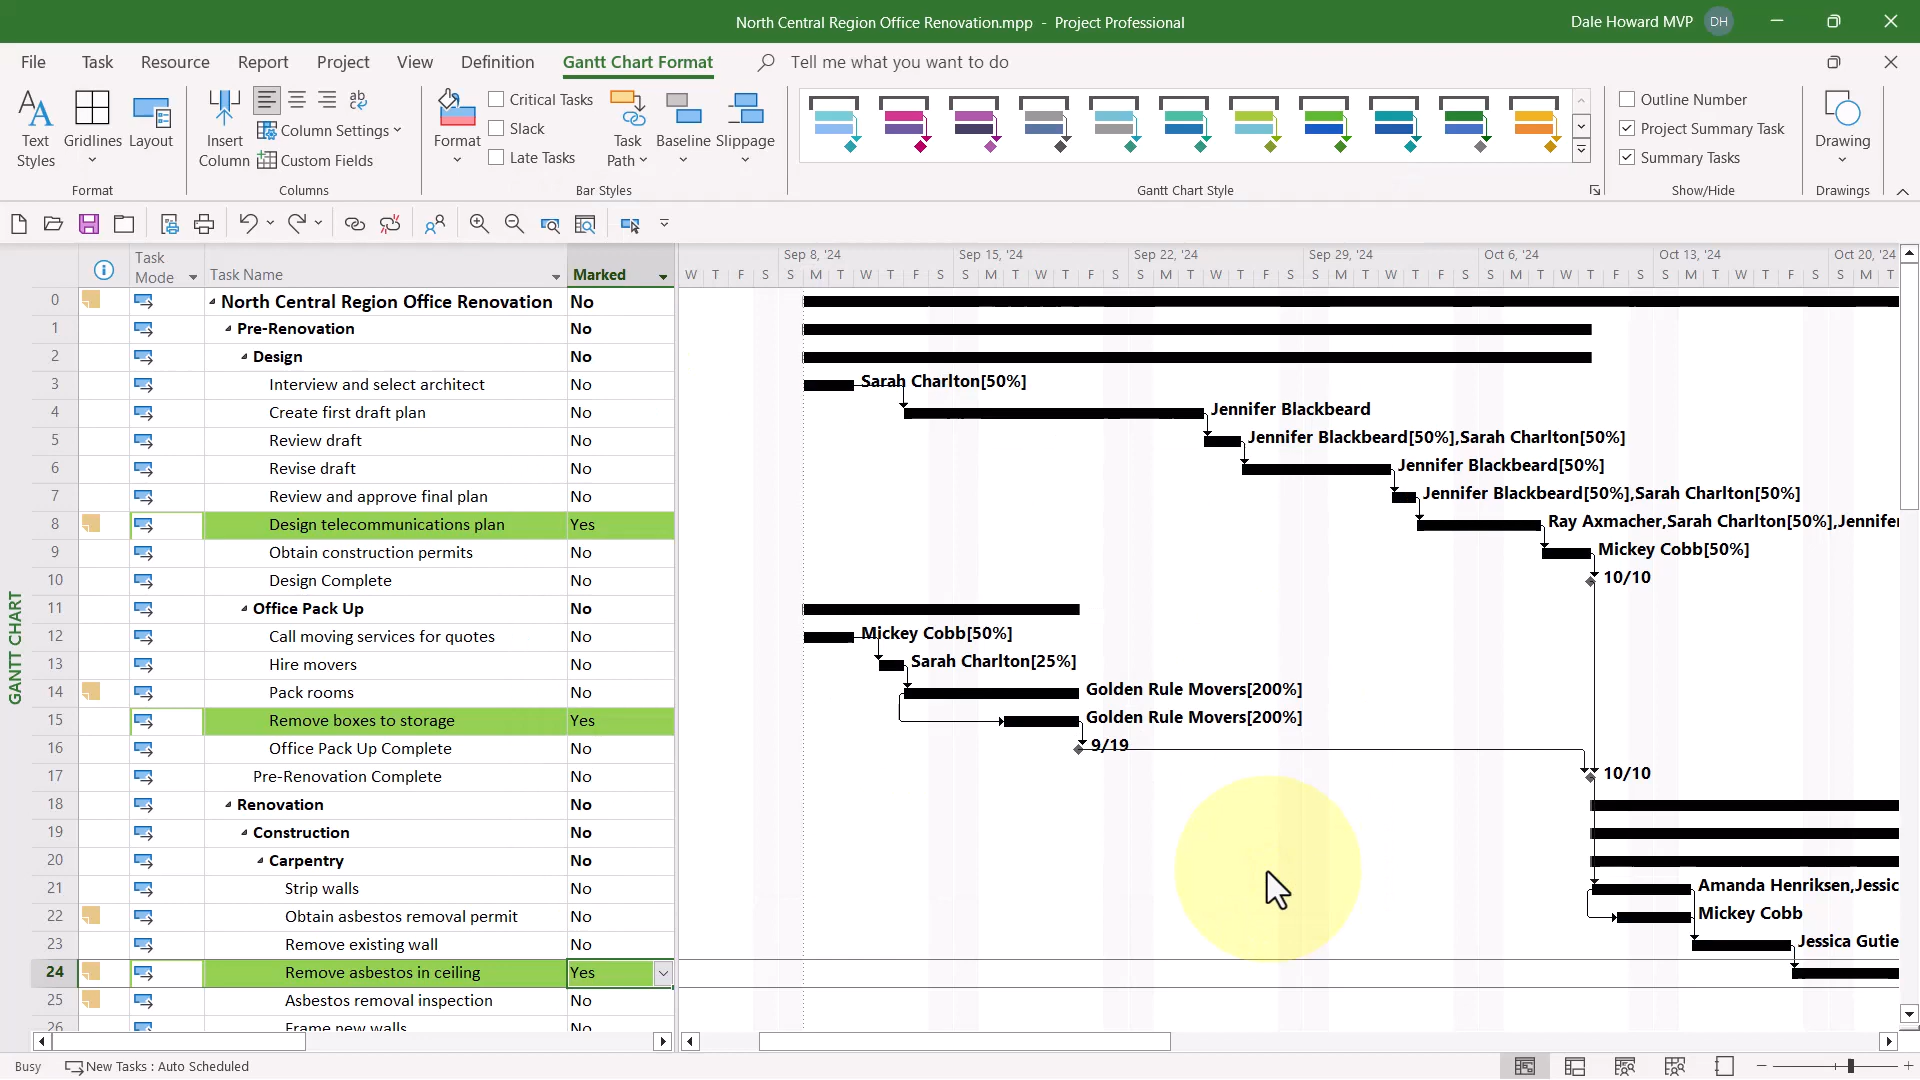 North Central Region Office Renovation.mpp - Project Professional
Dale Howard MVP DH
File Task Resource Report Project View Definition Gantt Chart Format Tell me what you want to do
Text Styles Gridlines Layout
Format
Insert Column
Column Settings
Custom Fields
Columns
Format
Critical Tasks
Slack
Late Tasks
Task Path Baseline Slippage
Bar Styles
Gantt Chart Style
Outline Number
Project Summary Task
Summary Tasks
Show/Hide
Drawing
Drawings
Task Mode Task Name Marked
Sep 8, '24 Sep 15, '24 Sep 22, '24 Sep 29, '24 Oct 6, '24 Oct 13, '24 Oct 20, '24
W T F S S M T W T F S S M T W T F S S M T W T F S S M T W T F S S M T W T F S S M T W T F S S M T
0 North Central Region Office Renovation No
1 Pre-Renovation No
2 Design No
3 Interview and select architect No Sarah Charlton[50%]
4 Create first draft plan No Jennifer Blackbeard
5 Review draft No Jennifer Blackbeard[50%],Sarah Charlton[50%]
6 Revise draft No Jennifer Blackbeard[50%]
7 Review and approve final plan No Jennifer Blackbeard[50%],Sarah Charlton[50%]
8 Design telecommunications plan Yes Ray Axmacher,Sarah Charlton[50%],Jennifer
9 Obtain construction permits No Mickey Cobb[50%]
10 Design Complete No 10/10
11 Office Pack Up No
12 Call moving services for quotes No Mickey Cobb[50%]
13 Hire movers No Sarah Charlton[25%]
14 Pack rooms No Golden Rule Movers[200%]
15 Remove boxes to storage Yes Golden Rule Movers[200%]
16 Office Pack Up Complete No 9/19
17 Pre-Renovation Complete No 10/10
18 Renovation No
19 Construction No
20 Carpentry No
21 Strip walls No Amanda Henriksen,Jessic
22 Obtain asbestos removal permit No Mickey Cobb
23 Remove existing wall No Jessica Gutie
24 Remove asbestos in ceiling Yes
25 Asbestos removal inspection No
26 Frame new walls No
GANTT CHART
Busy New Tasks : Auto Scheduled